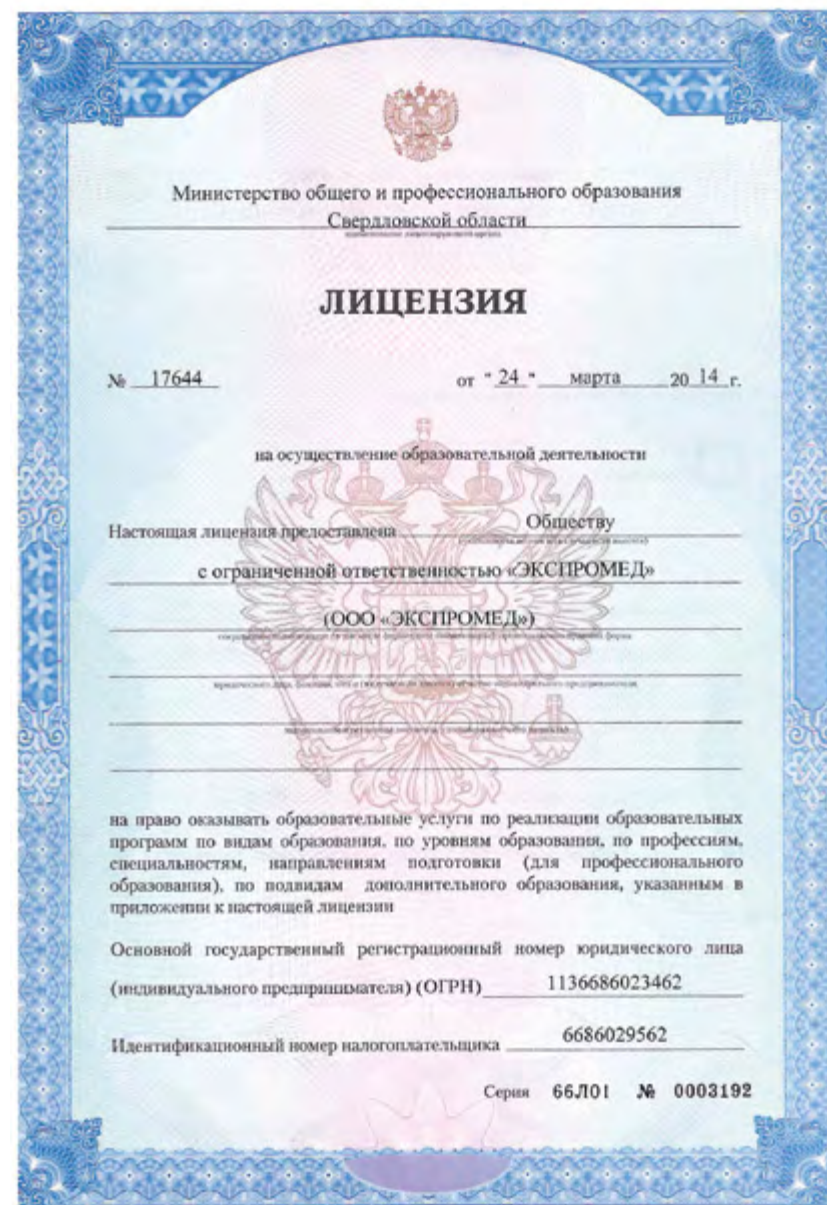 Министерство общего и профессионального образования
Свердловской области
наименование лицензирующего органа
ЛИЦЕНЗИЯ
№ 17644 от " 24 " марта 20 14 г.
на осуществление образовательной деятельности
Настоящая лицензия предоставлена Обществу
с ограниченной ответственностью «ЭКСПРОМЕД»
(ООО «ЭКСПРОМЕД»)
на право оказывать образовательные услуги по реализации образовательных
программ по видам образования, по уровням образования, по профессиям,
специальностям, направлениям подготовки (для профессионального
образования), по подвидам дополнительного образования, указанным в
приложении к настоящей лицензии
Основной государственный регистрационный номер юридического лица
(индивидуального предпринимателя) (ОГРН) 1136686023462
Идентификационный номер налогоплательщика 6686029562
Серия 66Л01 № 0003192